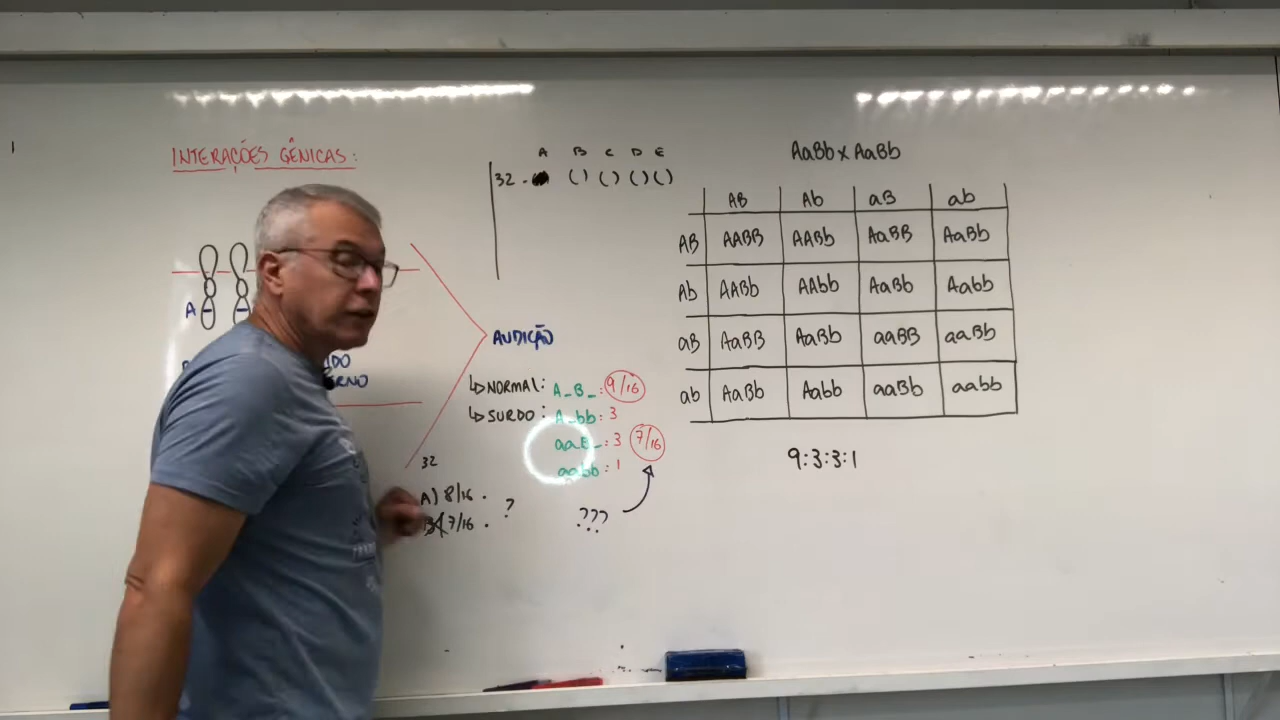 INTERAÇÕES GÊNICAS:
A
AUDIÇÃO
↳NORMAL: A_B_: 9/16
↳SURDO: A_bb: 3
aaB_: 3 7/16
aabb: 1
???
32
A) 8/16 .
B) 7/16 . ?
A B C D E
32 - () () () ()
AaBb x AaBb
AB Ab aB ab
AB AABB AABb AaBB AaBb
Ab AABb AAbb AaBb Aabb
aB AaBB AaBb aaBB aaBb
ab AaBb Aabb aaBb aabb
9:3:3:1